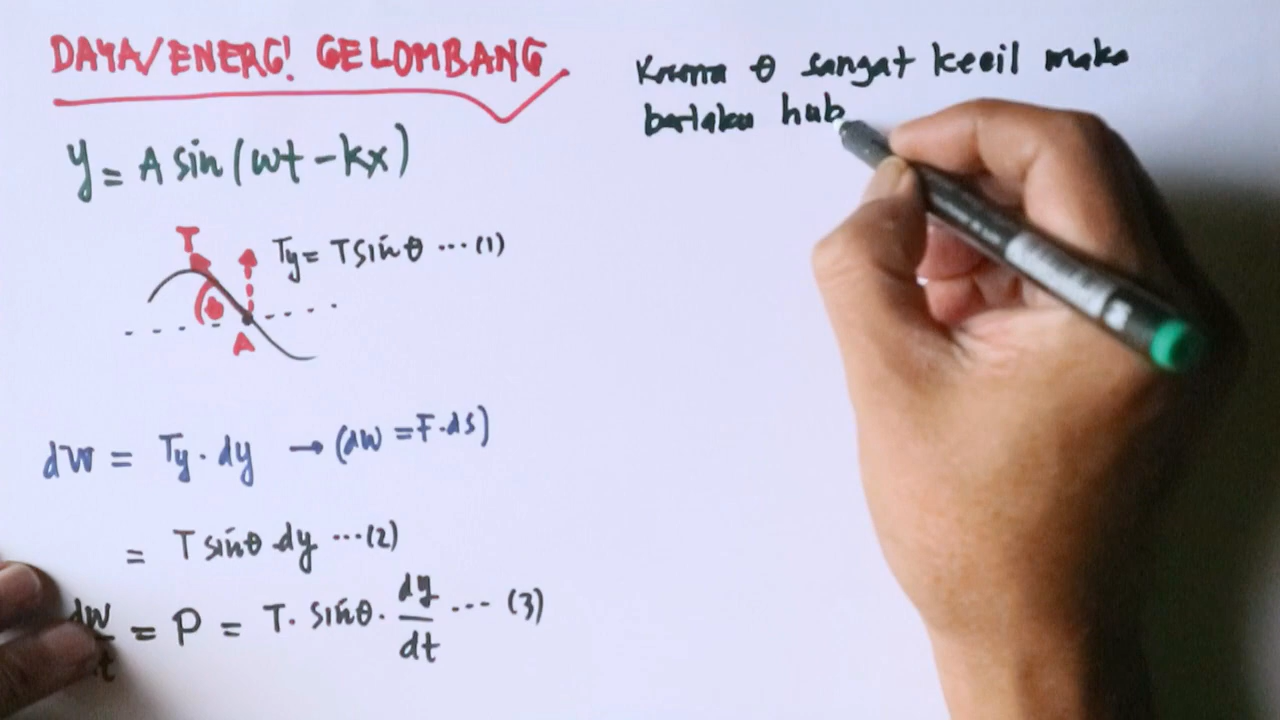 DAYA/ENERGI GELOMBANG
y = A sin (ωt - kx)
T
Ty = T sin θ ... (1)
θ
A
dW = Ty . dy → (dW = F . ds)
= T sin θ dy ... (2)
dW/dt = P = T . sin θ . dy/dt ... (3)
Karena θ sangat kecil maka
berlaku hub